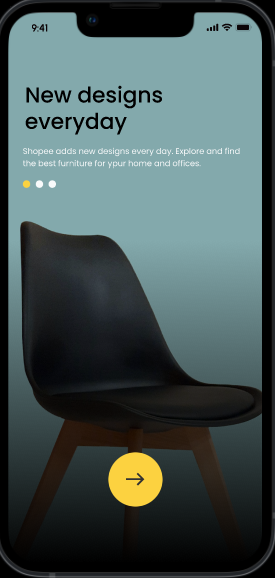 9:41
New designs
everyday
Shopee adds new designs every day. Explore and find
the best furniture for your home and offices.